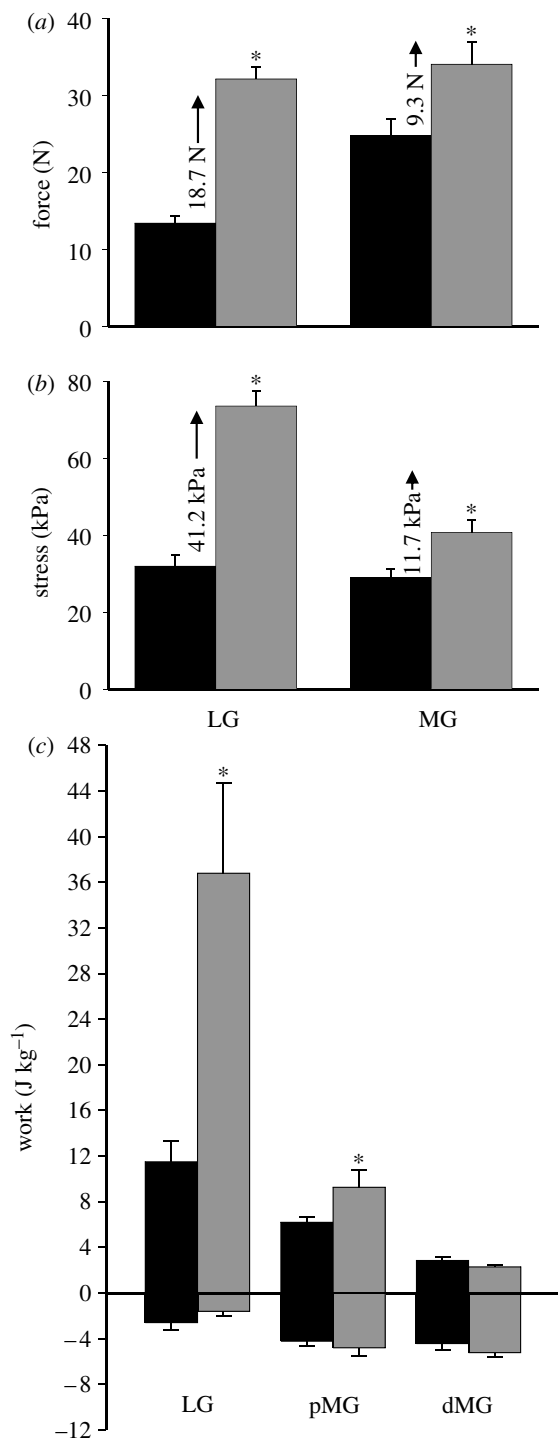 (a)
40
30
20
10
0
force (N)
18.7 N
*
9.3 N
*
(b)
80
60
40
20
0
stress (kPa)
41.2 kPa
*
11.7 kPa
*
LG MG
(c)
48
44
40
36
32
28
24
20
16
12
8
4
0
−4
−8
−12
work (J kg⁻¹)
*
*
LG pMG dMG